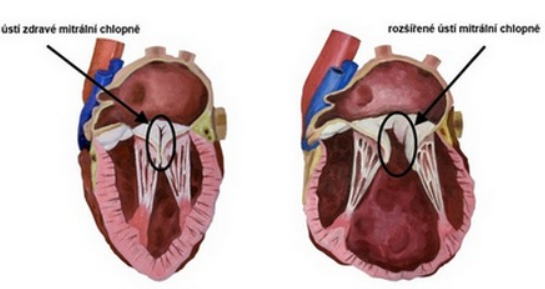 ústí zdravé mitrální chlopně
rozšířené ústí mitrální chlopně